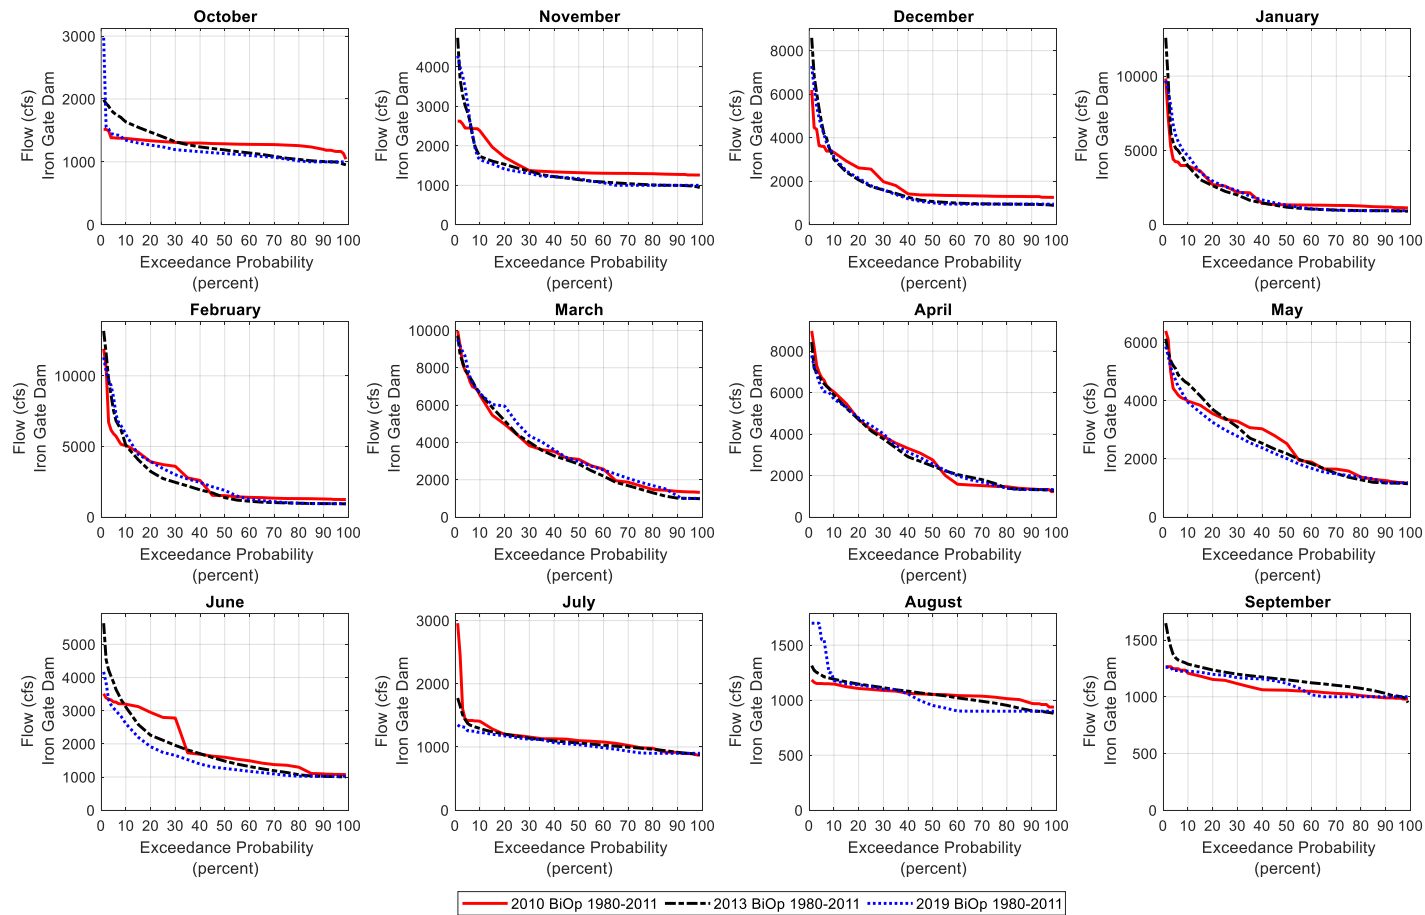 October
3000
2000
1000
0
Flow (cfs)
Iron Gate Dam
0 10 20 30 40 50 60 70 80 90 100
Exceedance Probability
(percent)
November
4000
3000
2000
1000
0
Flow (cfs)
Iron Gate Dam
0 10 20 30 40 50 60 70 80 90 100
Exceedance Probability
(percent)
December
8000
6000
4000
2000
0
Flow (cfs)
Iron Gate Dam
0 10 20 30 40 50 60 70 80 90 100
Exceedance Probability
(percent)
January
10000
5000
0
Flow (cfs)
Iron Gate Dam
0 10 20 30 40 50 60 70 80 90 100
Exceedance Probability
(percent)
February
10000
5000
0
Flow (cfs)
Iron Gate Dam
0 10 20 30 40 50 60 70 80 90 100
Exceedance Probability
(percent)
March
10000
8000
6000
4000
2000
0
Flow (cfs)
Iron Gate Dam
0 10 20 30 40 50 60 70 80 90 100
Exceedance Probability
(percent)
April
8000
6000
4000
2000
0
Flow (cfs)
Iron Gate Dam
0 10 20 30 40 50 60 70 80 90 100
Exceedance Probability
(percent)
May
6000
4000
2000
0
Flow (cfs)
Iron Gate Dam
0 10 20 30 40 50 60 70 80 90 100
Exceedance Probability
(percent)
June
5000
4000
3000
2000
1000
0
Flow (cfs)
Iron Gate Dam
0 10 20 30 40 50 60 70 80 90 100
Exceedance Probability
(percent)
July
3000
2000
1000
0
Flow (cfs)
Iron Gate Dam
0 10 20 30 40 50 60 70 80 90 100
Exceedance Probability
(percent)
August
1500
1000
500
0
Flow (cfs)
Iron Gate Dam
0 10 20 30 40 50 60 70 80 90 100
Exceedance Probability
(percent)
September
1500
1000
500
0
Flow (cfs)
Iron Gate Dam
0 10 20 30 40 50 60 70 80 90 100
Exceedance Probability
(percent)
2010 BiOp 1980-2011 2013 BiOp 1980-2011 2019 BiOp 1980-2011